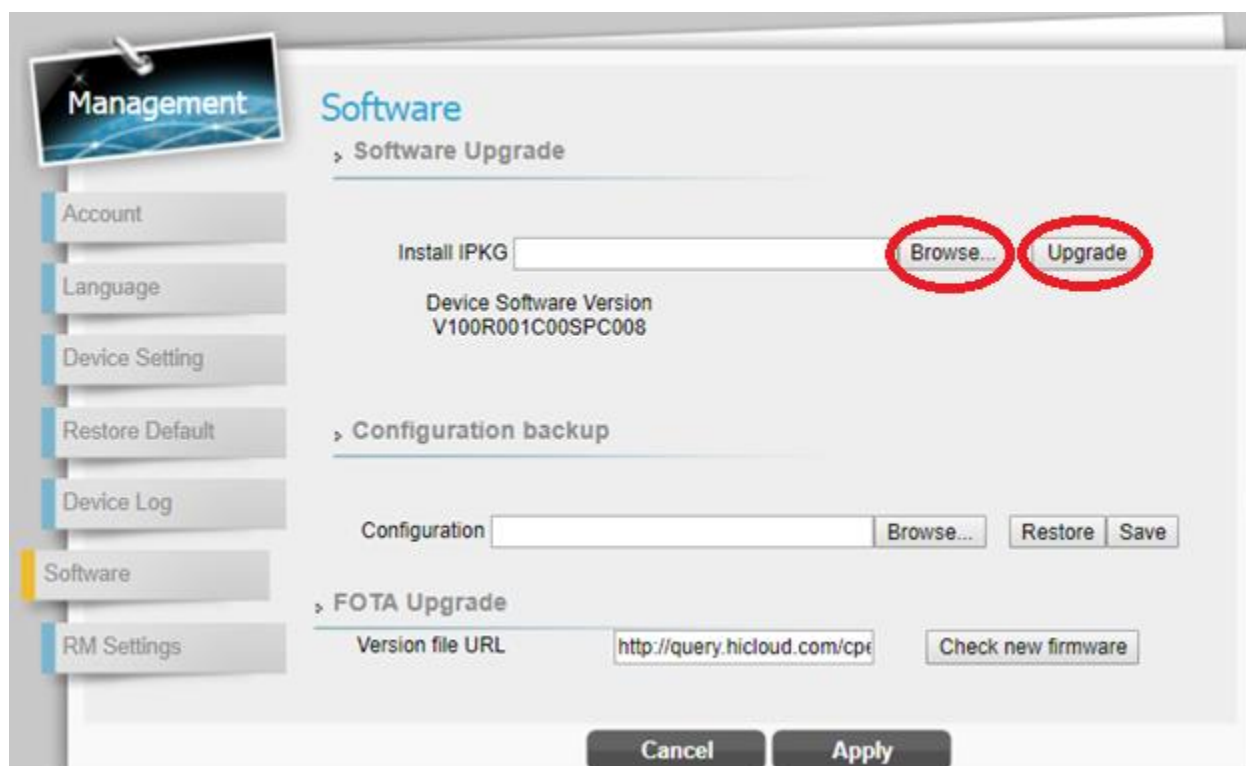 Management
Account
Language
Device Setting
Restore Default
Device Log
Software
RM Settings
Software
Software Upgrade
Install IPKG Browse... Upgrade
Device Software Version
V100R001C00SPC008
Configuration backup
Configuration Browse... Restore Save
FOTA Upgrade
Version file URL http://query.hicloud.com/cpe Check new firmware
Cancel Apply